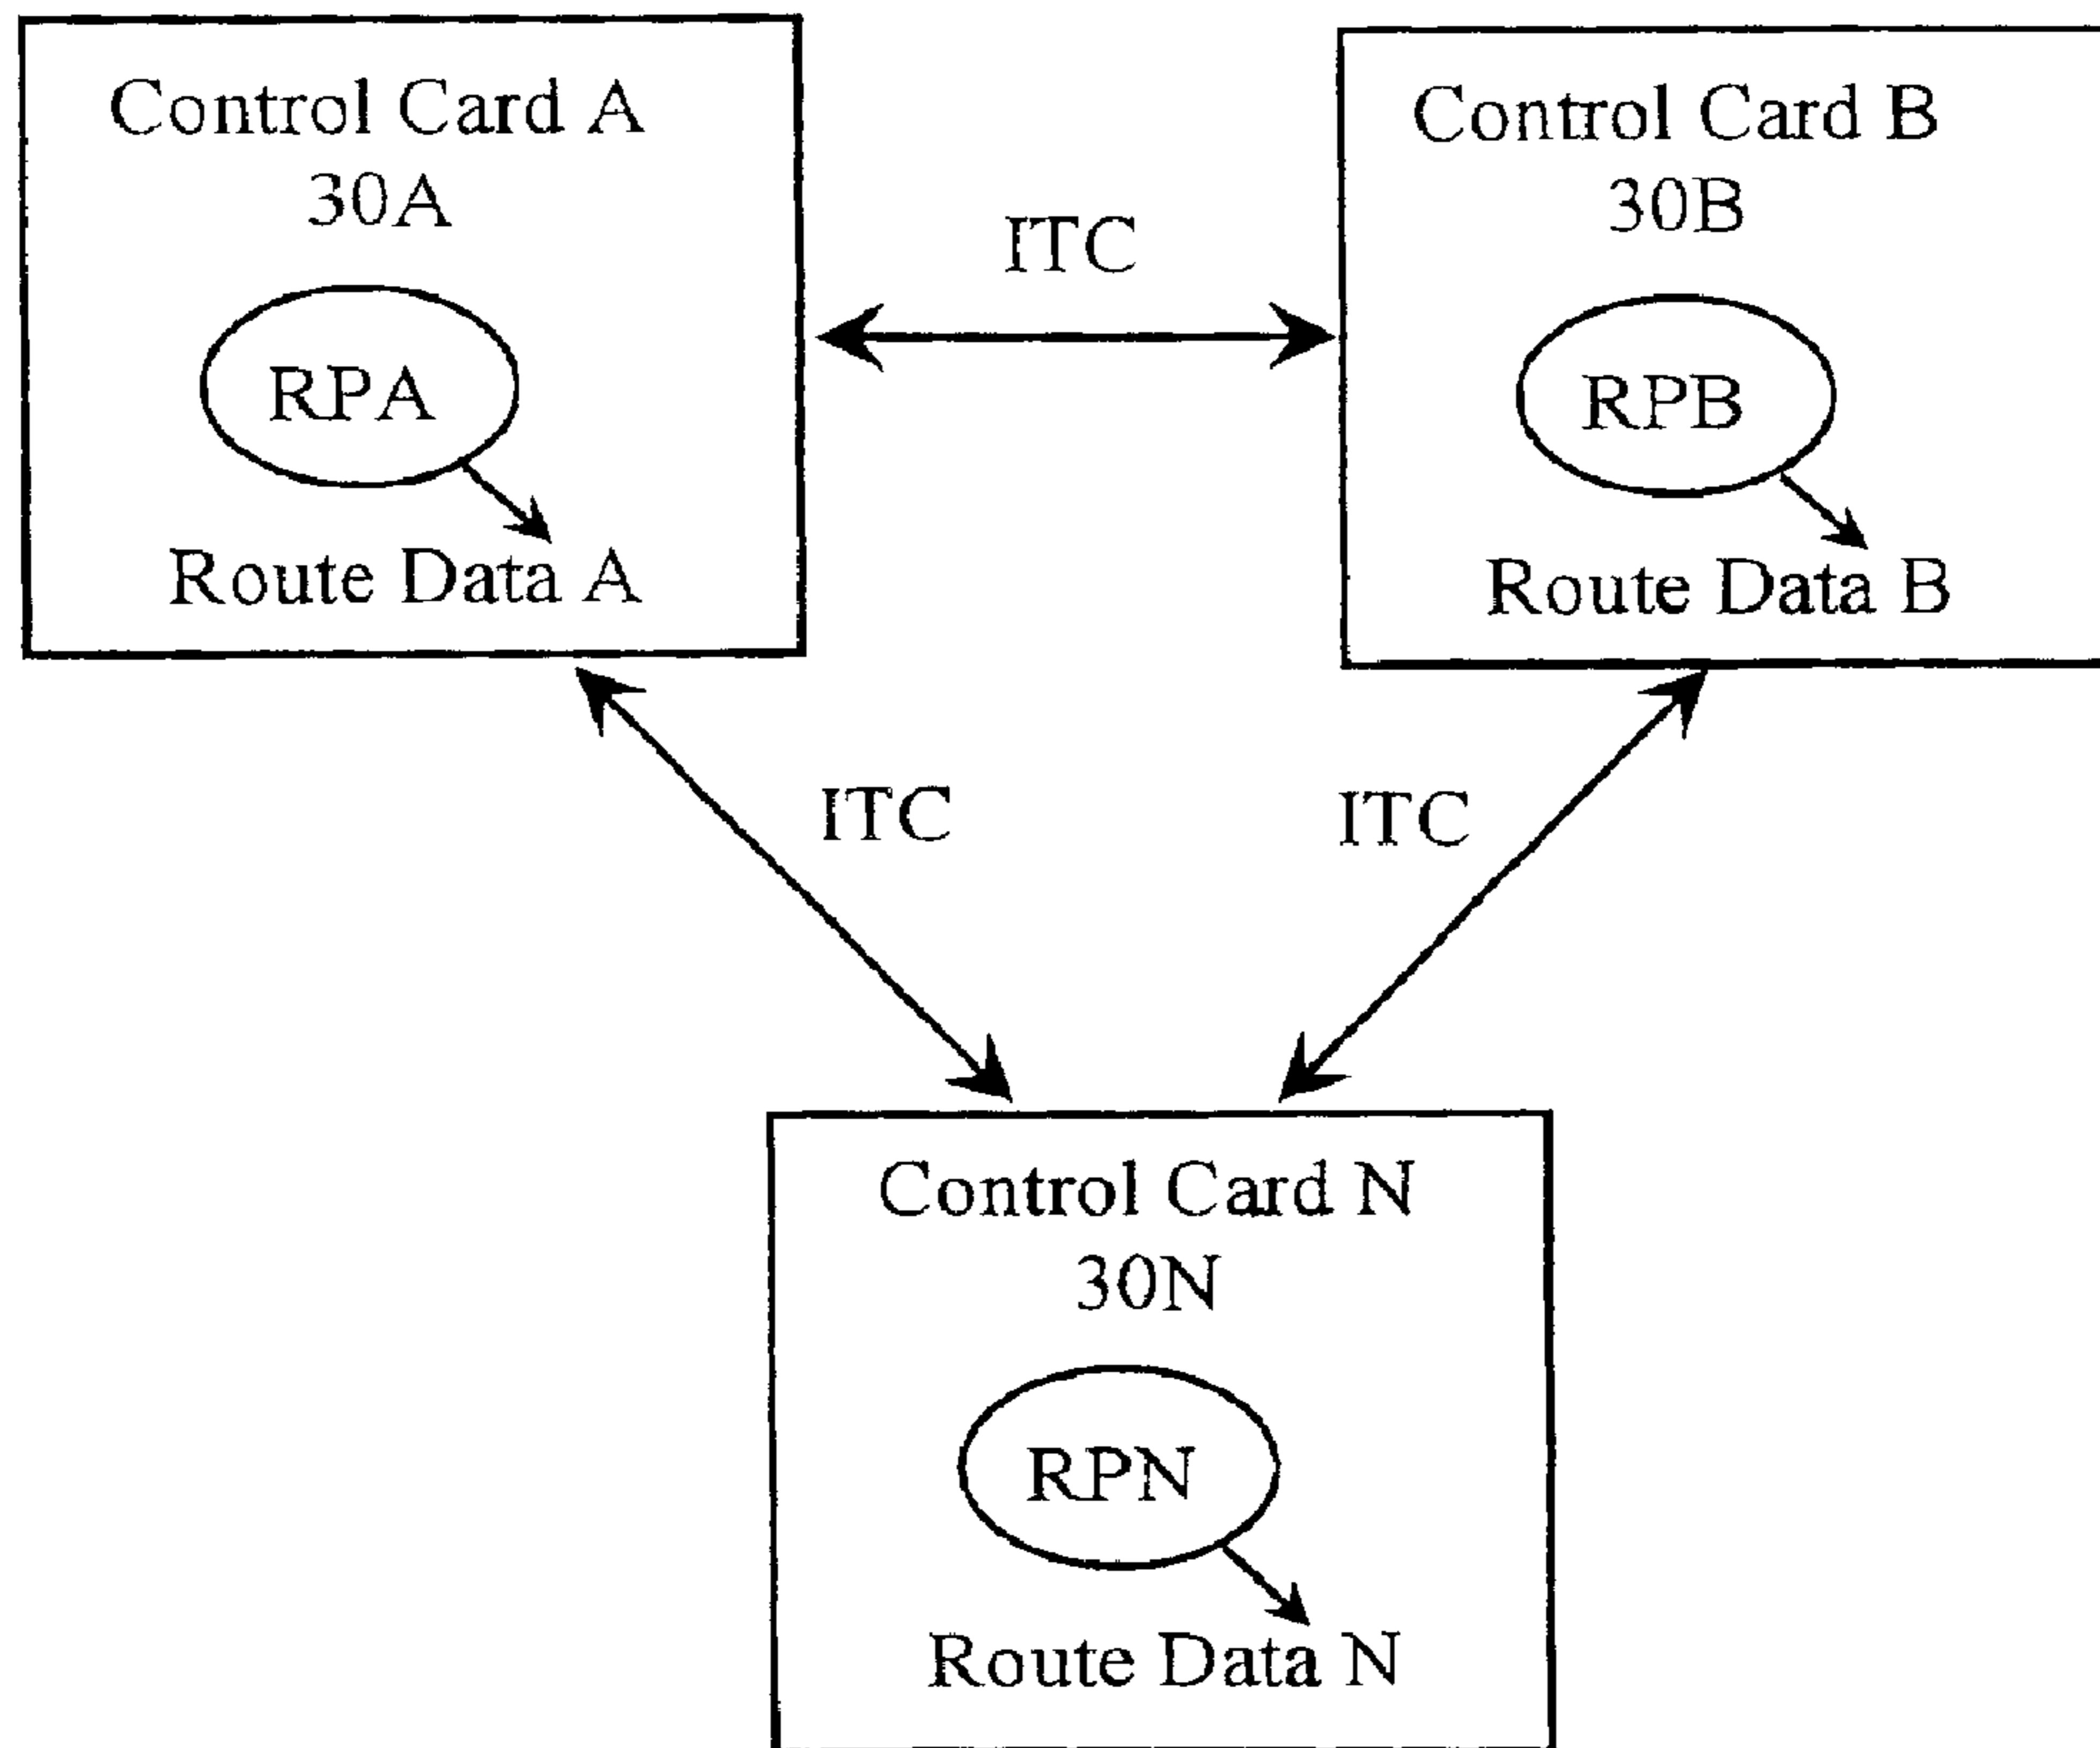 Control Card A
30A
RPA
Route Data A
ITC
Control Card B
30B
RPB
Route Data B
ITC
ITC
Control Card N
30N
RPN
Route Data N